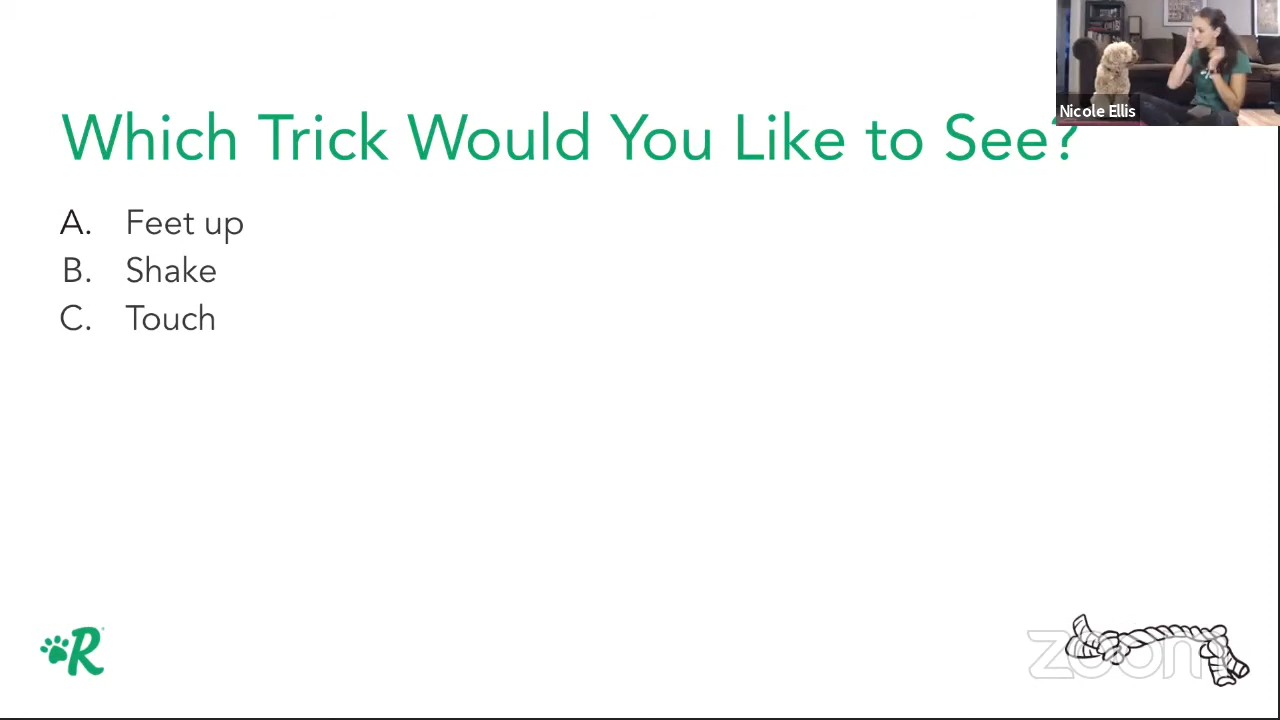 Nicole Ellis
Which Trick Would You Like to See?
A. Feet up
B. Shake
C. Touch
R
zoom